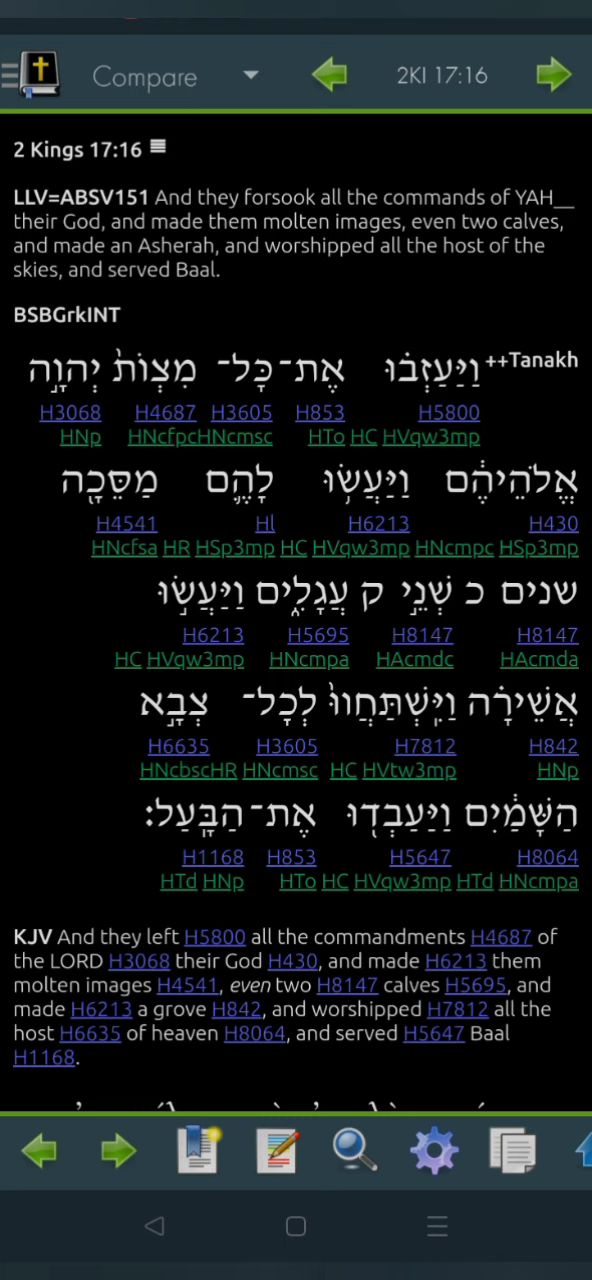 Compare
2KI 17:16
2 Kings 17:16
LLV=ABSV151 And they forsook all the commands of YAH__
their God, and made them molten images, even two calves,
and made an Asherah, and worshipped all the host of the
skies, and served Baal.
BSBGrkINT
++Tanakh וַיַּעַזְב֗וּ אֶת־כָּל־ מִצְוֺת֙ יְהוָ֣ה
H3068 H4687 H3605 H853 H5800
HNp HNcfpcHNcmsc HTo HC HVqw3mp
אֱלֹהֵיהֶ֔ם וַיַּעֲשׂ֥וּ לָהֶ֛ם מַסֵּכָ֖ה
H4541 Hl H6213 H430
HNcfsa HR HSp3mp HC HVqw3mp HNcmpc HSp3mp
שנים כ שְׁנֵ֣י ק עֲגָלִ֑ים וַיַּעֲשׂ֣וּ
H6213 H5695 H8147 H8147
HC HVqw3mp HNcmpa HAcmdc HAcmda
אֲשֵׁירָ֗ה וַיִּֽשְׁתַּחֲווּ֙ לְכָל־ צְבָ֣א
H6635 H3605 H7812 H842
HNcbscHR HNcmsc HC HVtw3mp HNp
הַשָּׁמַ֔יִם וַיַּעַבְד֖וּ אֶת־הַבָּֽעַל׃
H1168 H853 H5647 H8064
HTd HNp HTo HC HVqw3mp HTd HNcmpa
KJV And they left H5800 all the commandments H4687 of
the LORD H3068 their God H430, and made H6213 them
molten images H4541, even two H8147 calves H5695, and
made H6213 a grove H842, and worshipped H7812 all the
host H6635 of heaven H8064, and served H5647 Baal
H1168.